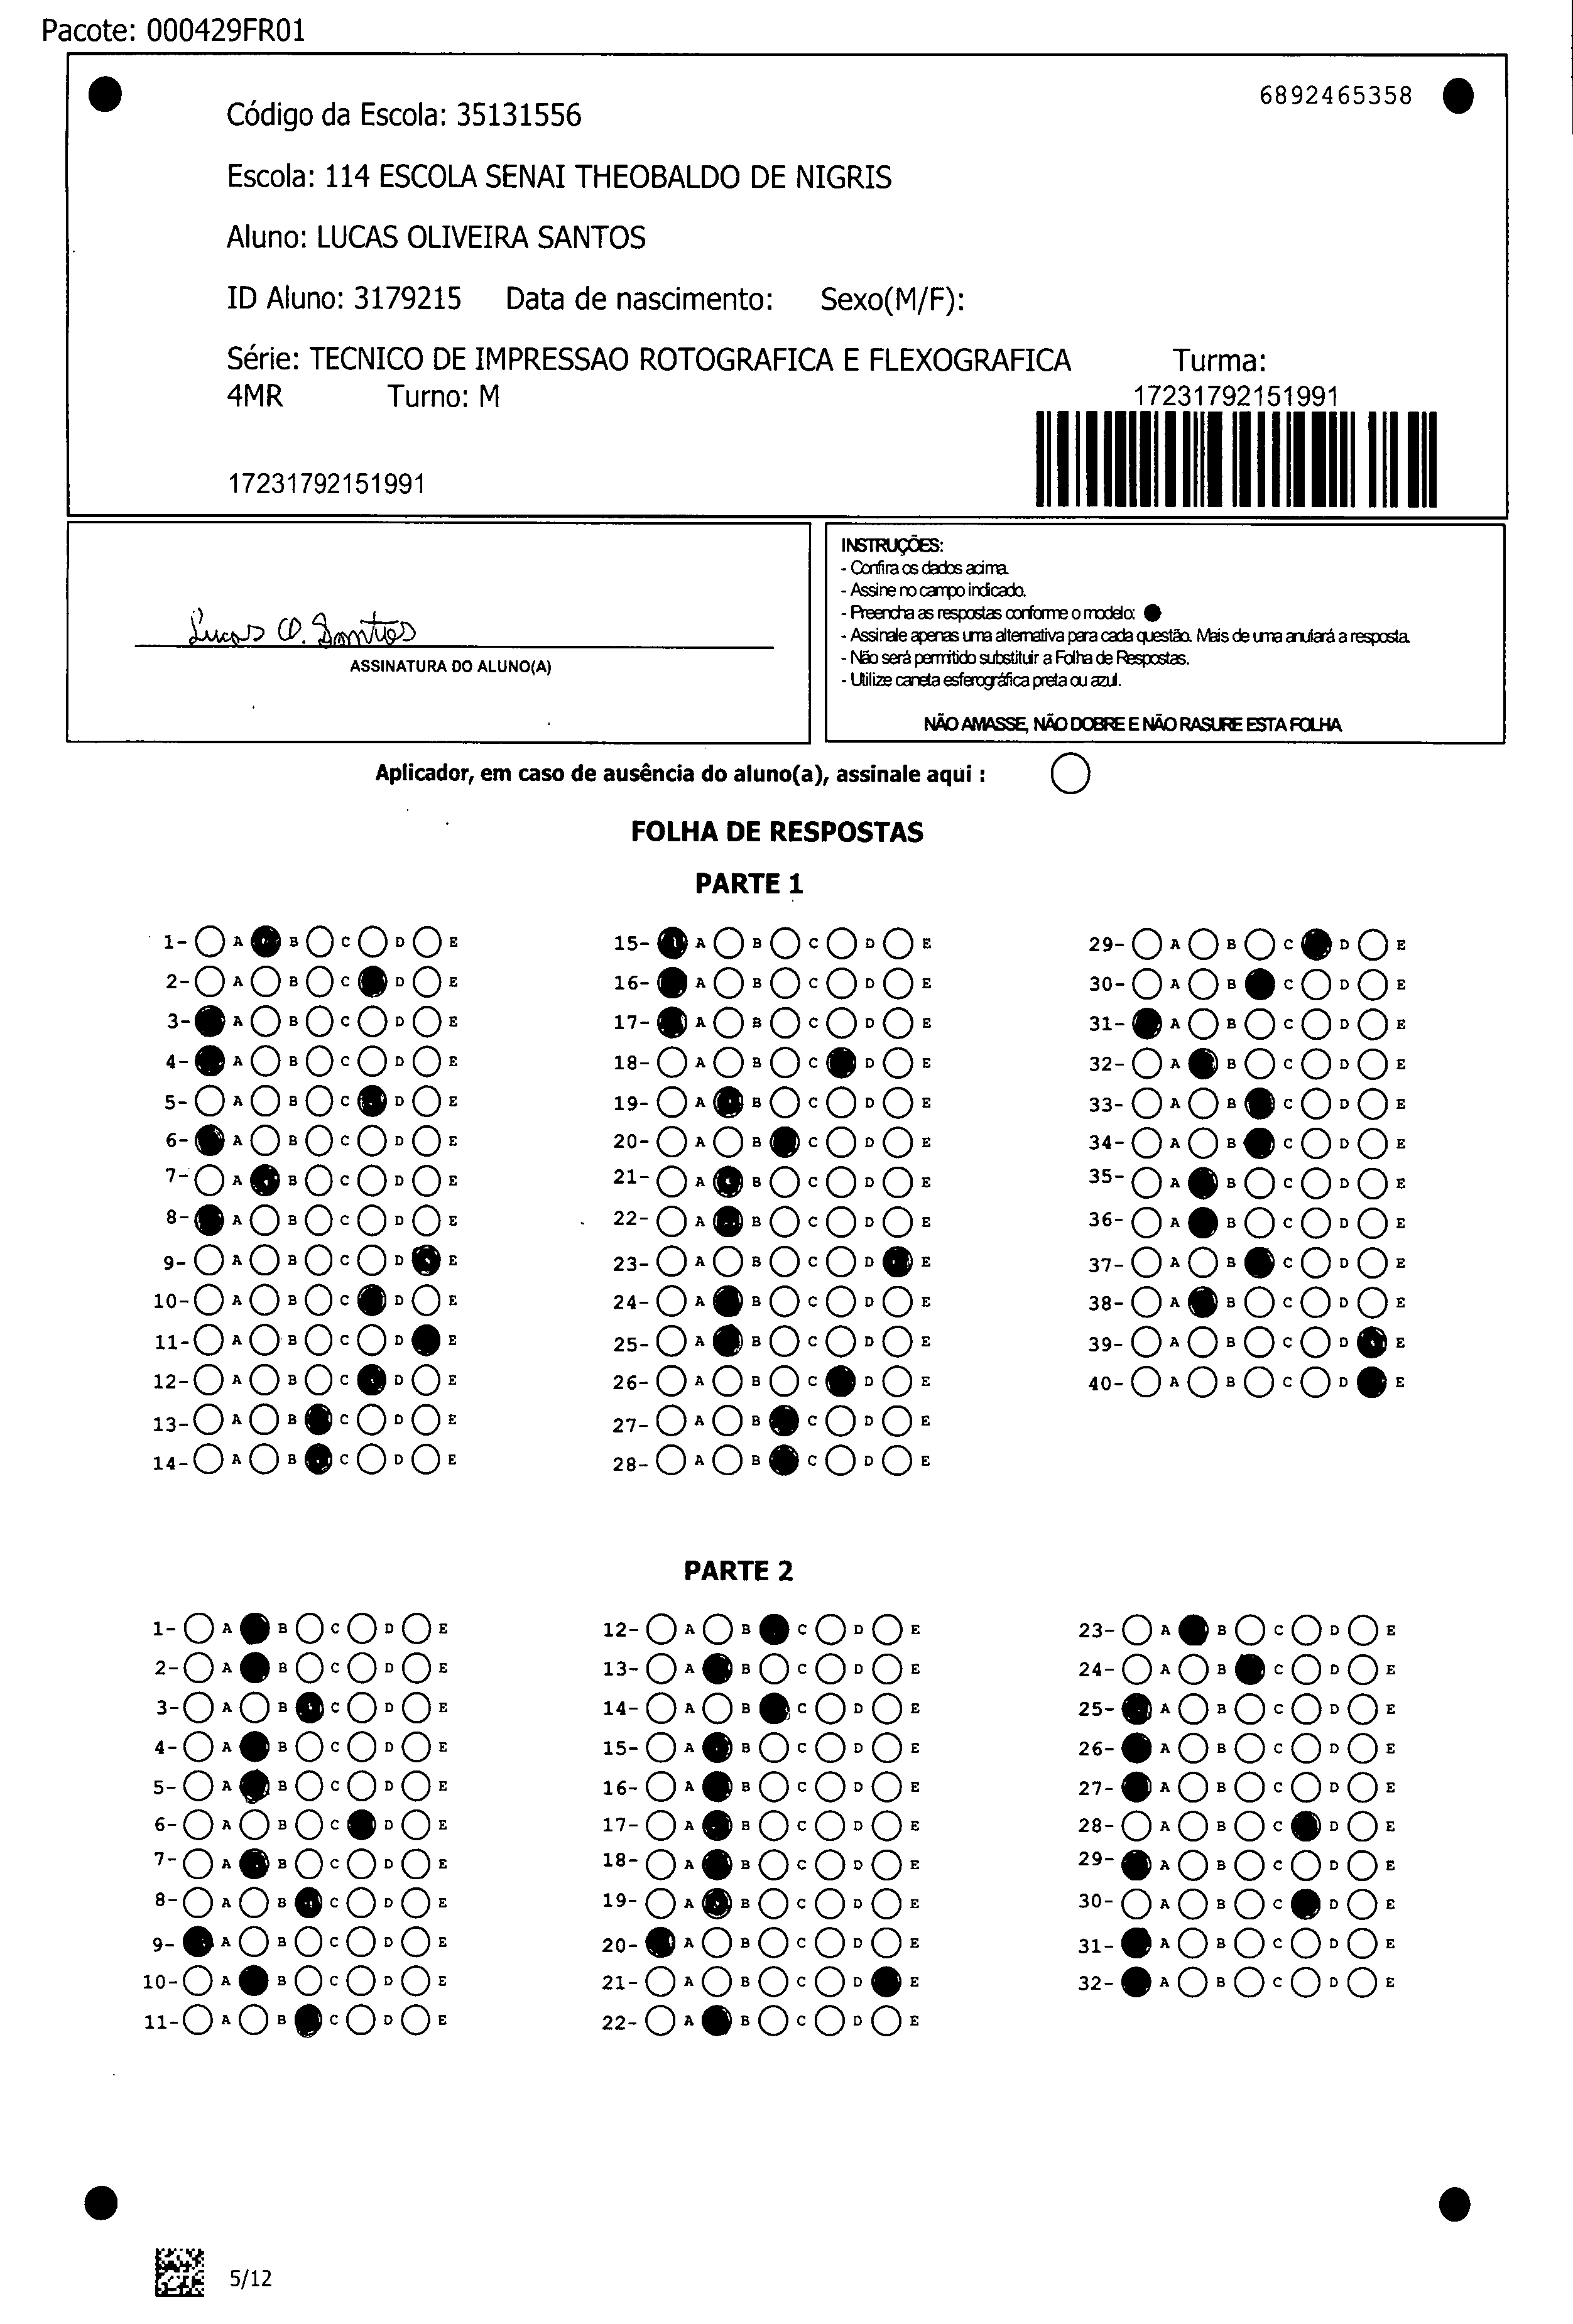 Pacote: 000429FR01
6892465358
Código da Escola: 35131556
Escola: 114 ESCOLA SENAI THEOBALDO DE NIGRIS
Aluno: LUCAS OLIVEIRA SANTOS
ID Aluno: 3179215 Data de nascimento: Sexo(M/F):
Série: TECNICO DE IMPRESSAO ROTOGRAFICA E FLEXOGRAFICA Turma:
4MR Turno: M 17231792151991
17231792151991
Lucas O. Santos
ASSINATURA DO ALUNO(A)
INSTRUÇÕES:
- Confira os dados acima.
- Assine no campo indicado.
- Preencha as respostas conforme o modelo:
- Assinale apenas uma alternativa para cada questão. Mais de uma anulará a resposta.
- Não será permitido substituir a Folha de Respostas.
- Utilize caneta esferográfica preta ou azul.
NÃO AMASSE, NÃO DOBRE E NÃO RASURE ESTA FOLHA
Aplicador, em caso de ausência do aluno(a), assinale aqui :
FOLHA DE RESPOSTAS
PARTE 1
1- A B C D E 15- A B C D E 29- A B C D E
2- A B C D E 16- A B C D E 30- A B C D E
3- A B C D E 17- A B C D E 31- A B C D E
4- A B C D E 18- A B C D E 32- A B C D E
5- A B C D E 19- A B C D E 33- A B C D E
6- A B C D E 20- A B C D E 34- A B C D E
7- A B C D E 21- A B C D E 35- A B C D E
8- A B C D E 22- A B C D E 36- A B C D E
9- A B C D E 23- A B C D E 37- A B C D E
10- A B C D E 24- A B C D E 38- A B C D E
11- A B C D E 25- A B C D E 39- A B C D E
12- A B C D E 26- A B C D E 40- A B C D E
13- A B C D E 27- A B C D E
14- A B C D E 28- A B C D E
PARTE 2
1- A B C D E 12- A B C D E 23- A B C D E
2- A B C D E 13- A B C D E 24- A B C D E
3- A B C D E 14- A B C D E 25- A B C D E
4- A B C D E 15- A B C D E 26- A B C D E
5- A B C D E 16- A B C D E 27- A B C D E
6- A B C D E 17- A B C D E 28- A B C D E
7- A B C D E 18- A B C D E 29- A B C D E
8- A B C D E 19- A B C D E 30- A B C D E
9- A B C D E 20- A B C D E 31- A B C D E
10- A B C D E 21- A B C D E 32- A B C D E
11- A B C D E 22- A B C D E
5/12